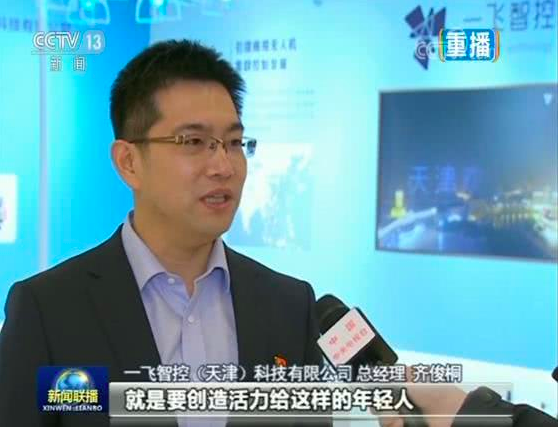 CCTV 13
新闻
重播
一飞智控
天津
中国
一飞智控（天津）科技有限公司 总经理 齐俊桐
新闻联播
XINWEN LIANBO
就是要创造活力给这样的年轻人